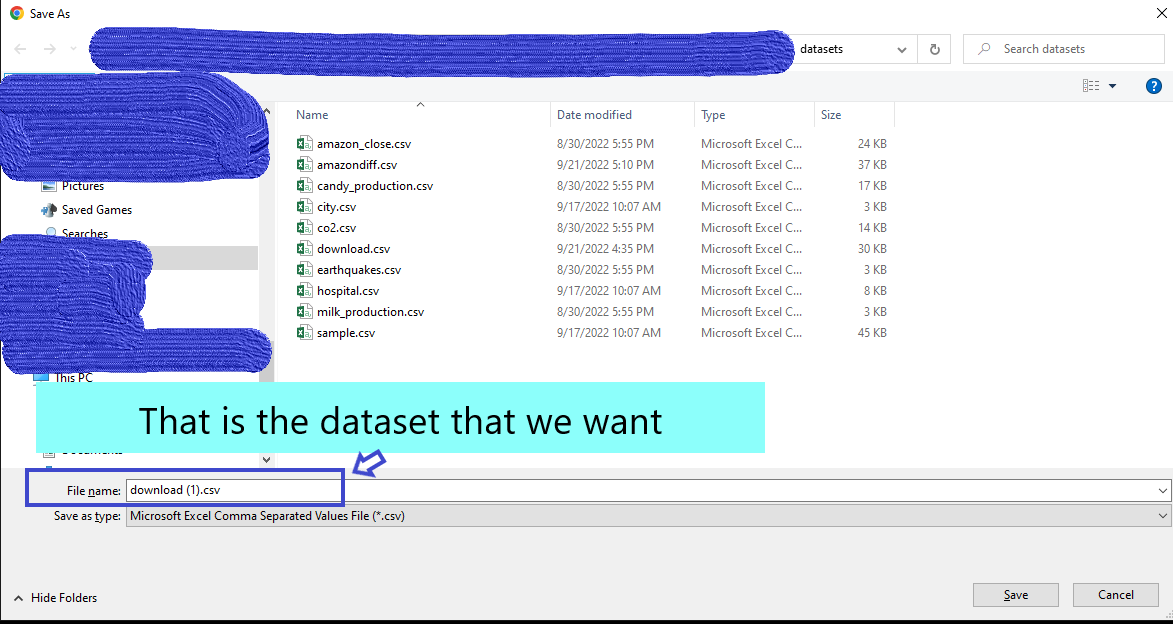 Save As
datasets
Search datasets
Name Date modified Type Size
amazon_close.csv 8/30/2022 5:55 PM Microsoft Excel C... 24 KB
amazondiff.csv 9/21/2022 5:10 PM Microsoft Excel C... 37 KB
candy_production.csv 8/30/2022 5:55 PM Microsoft Excel C... 17 KB
city.csv 9/17/2022 10:07 AM Microsoft Excel C... 3 KB
co2.csv 8/30/2022 5:55 PM Microsoft Excel C... 14 KB
download.csv 9/21/2022 4:35 PM Microsoft Excel C... 30 KB
earthquakes.csv 8/30/2022 5:55 PM Microsoft Excel C... 3 KB
hospital.csv 9/17/2022 10:07 AM Microsoft Excel C... 8 KB
milk_production.csv 8/30/2022 5:55 PM Microsoft Excel C... 3 KB
sample.csv 9/17/2022 10:07 AM Microsoft Excel C... 45 KB
Pictures
Saved Games
Searches
This PC
That is the dataset that we want
File name: download (1).csv
Save as type: Microsoft Excel Comma Separated Values File (*.csv)
Hide Folders
Save
Cancel